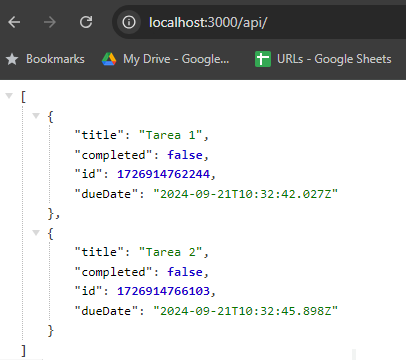 localhost:3000/api/
Bookmarks My Drive - Google... URLs - Google Sheets
[
{
"title": "Tarea 1",
"completed": false,
"id": 1726914762244,
"dueDate": "2024-09-21T10:32:42.027Z"
},
{
"title": "Tarea 2",
"completed": false,
"id": 1726914766103,
"dueDate": "2024-09-21T10:32:45.898Z"
}
]